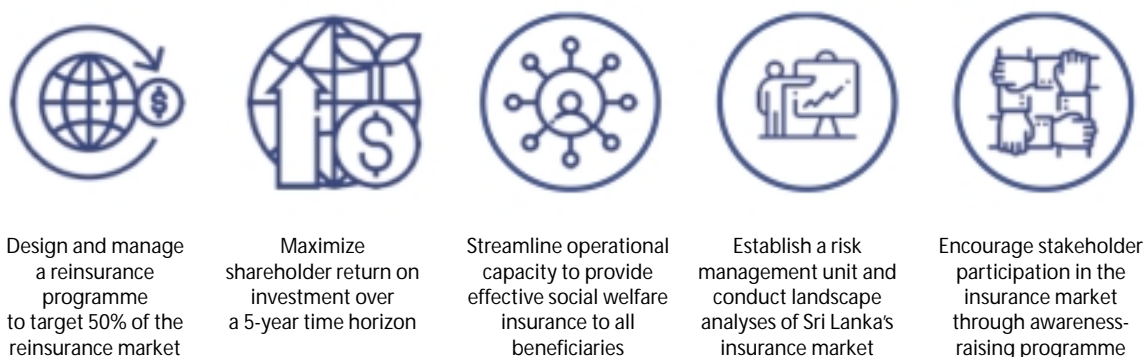 Design and manage
a reinsurance
programme
to target 50% of the
reinsurance market
Maximize
shareholder return on
investment over
a 5-year time horizon
Streamline operational
capacity to provide
effective social welfare
insurance to all
beneficiaries
Establish a risk
management unit and
conduct landscape
analyses of Sri Lanka's
insurance market
Encourage stakeholder
participation in the
insurance market
through awareness-
raising programme